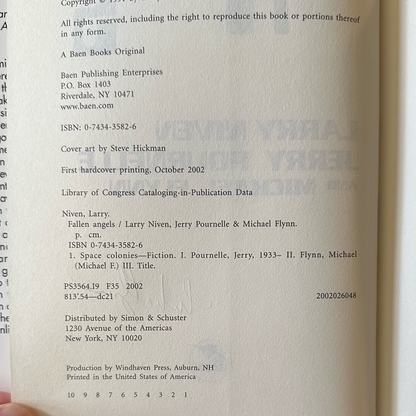 Copyright ©
All rights reserved, including the right to reproduce this book or portions thereof
in any form.
A Baen Books Original
Baen Publishing Enterprises
P.O. Box 1403
Riverdale, NY 10471
www.baen.com
ISBN: 0-7434-3582-6
Cover art by Steve Hickman
First hardcover printing, October 2002
Library of Congress Cataloging-in-Publication Data
Niven, Larry.
Fallen angels / Larry Niven, Jerry Pournelle & Michael Flynn.
p. cm.
ISBN 0-7434-3582-6
1. Space colonies—Fiction. I. Pournelle, Jerry, 1933– II. Flynn, Michael
(Michael F.) III. Title.
PS3564.I9 F35 2002
813'.54—dc21 2002026048
Distributed by Simon & Schuster
1230 Avenue of the Americas
New York, NY 10020
Production by Windhaven Press, Auburn, NH
Printed in the United States of America
10 9 8 7 6 5 4 3 2 1